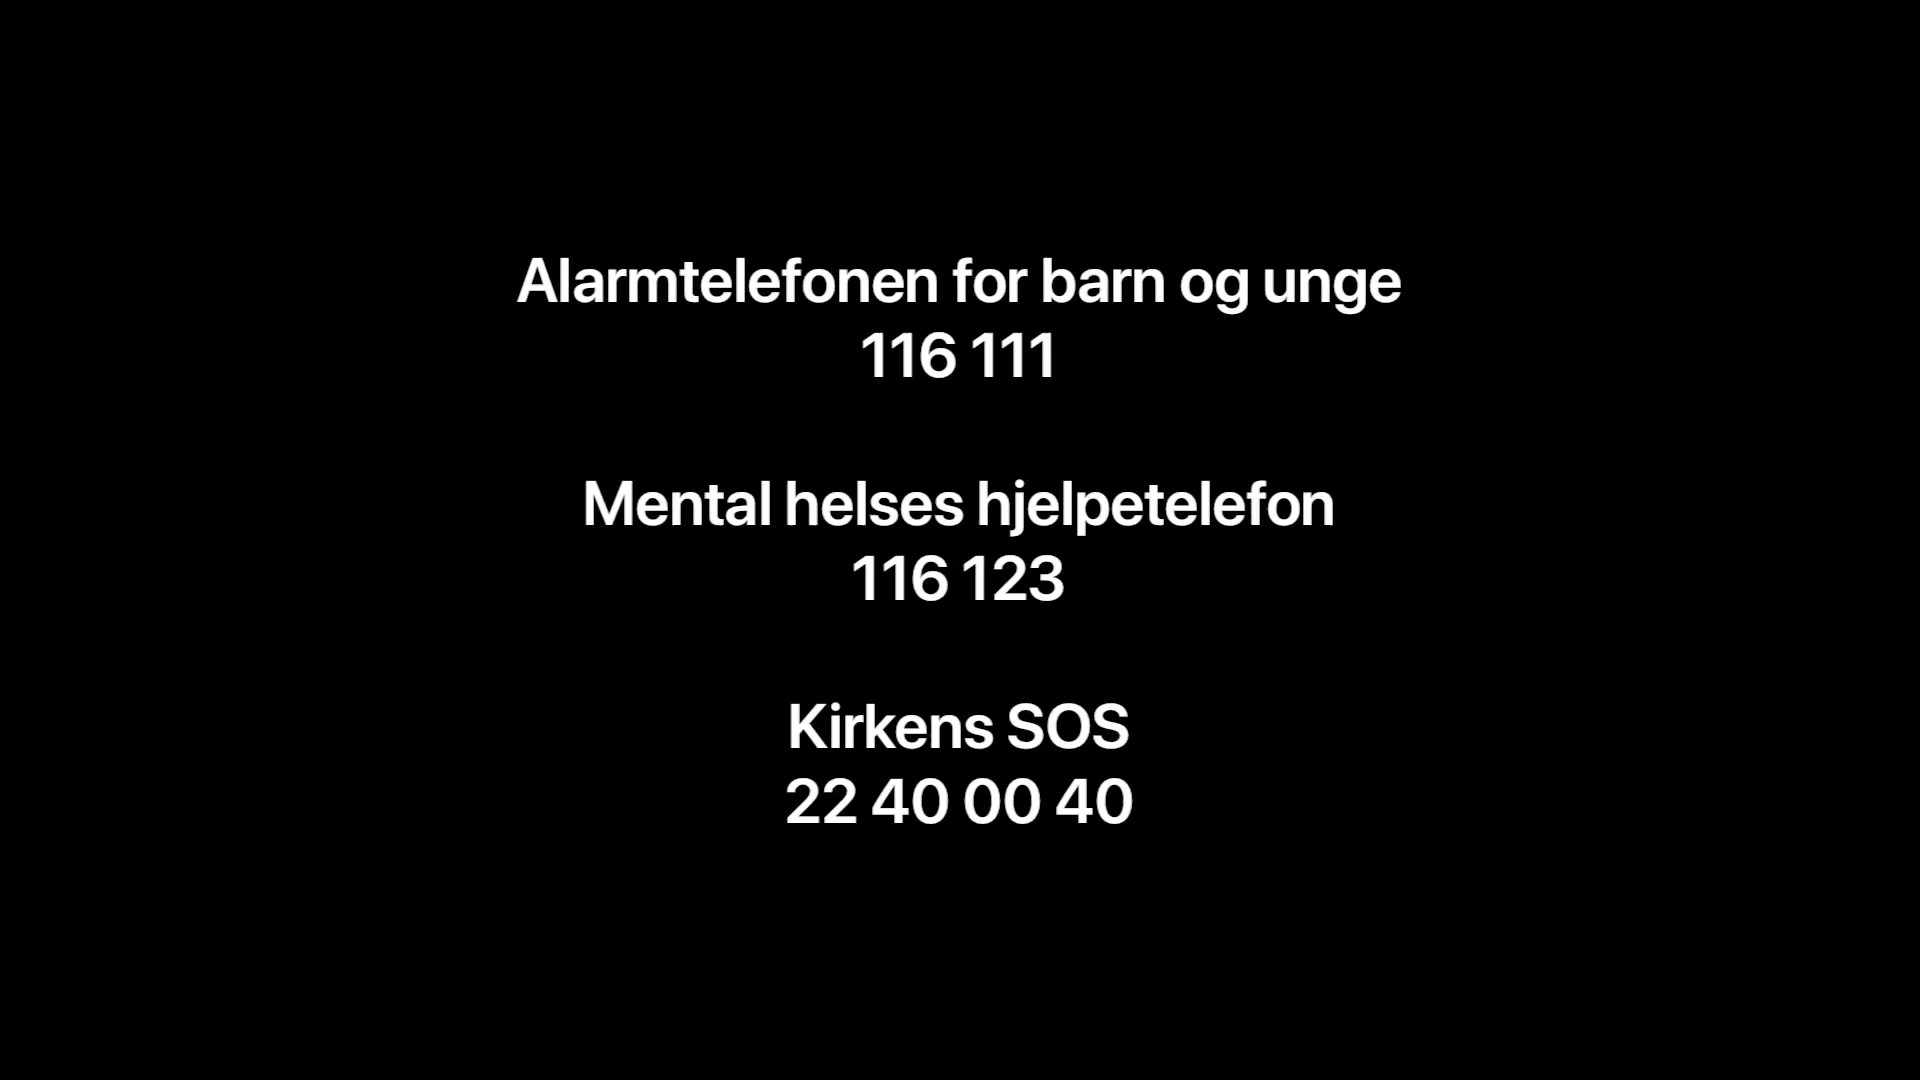 Alarmtelefonen for barn og unge
116 111
Mental helses hjelpetelefon
116 123
Kirkens SOS
22 40 00 40